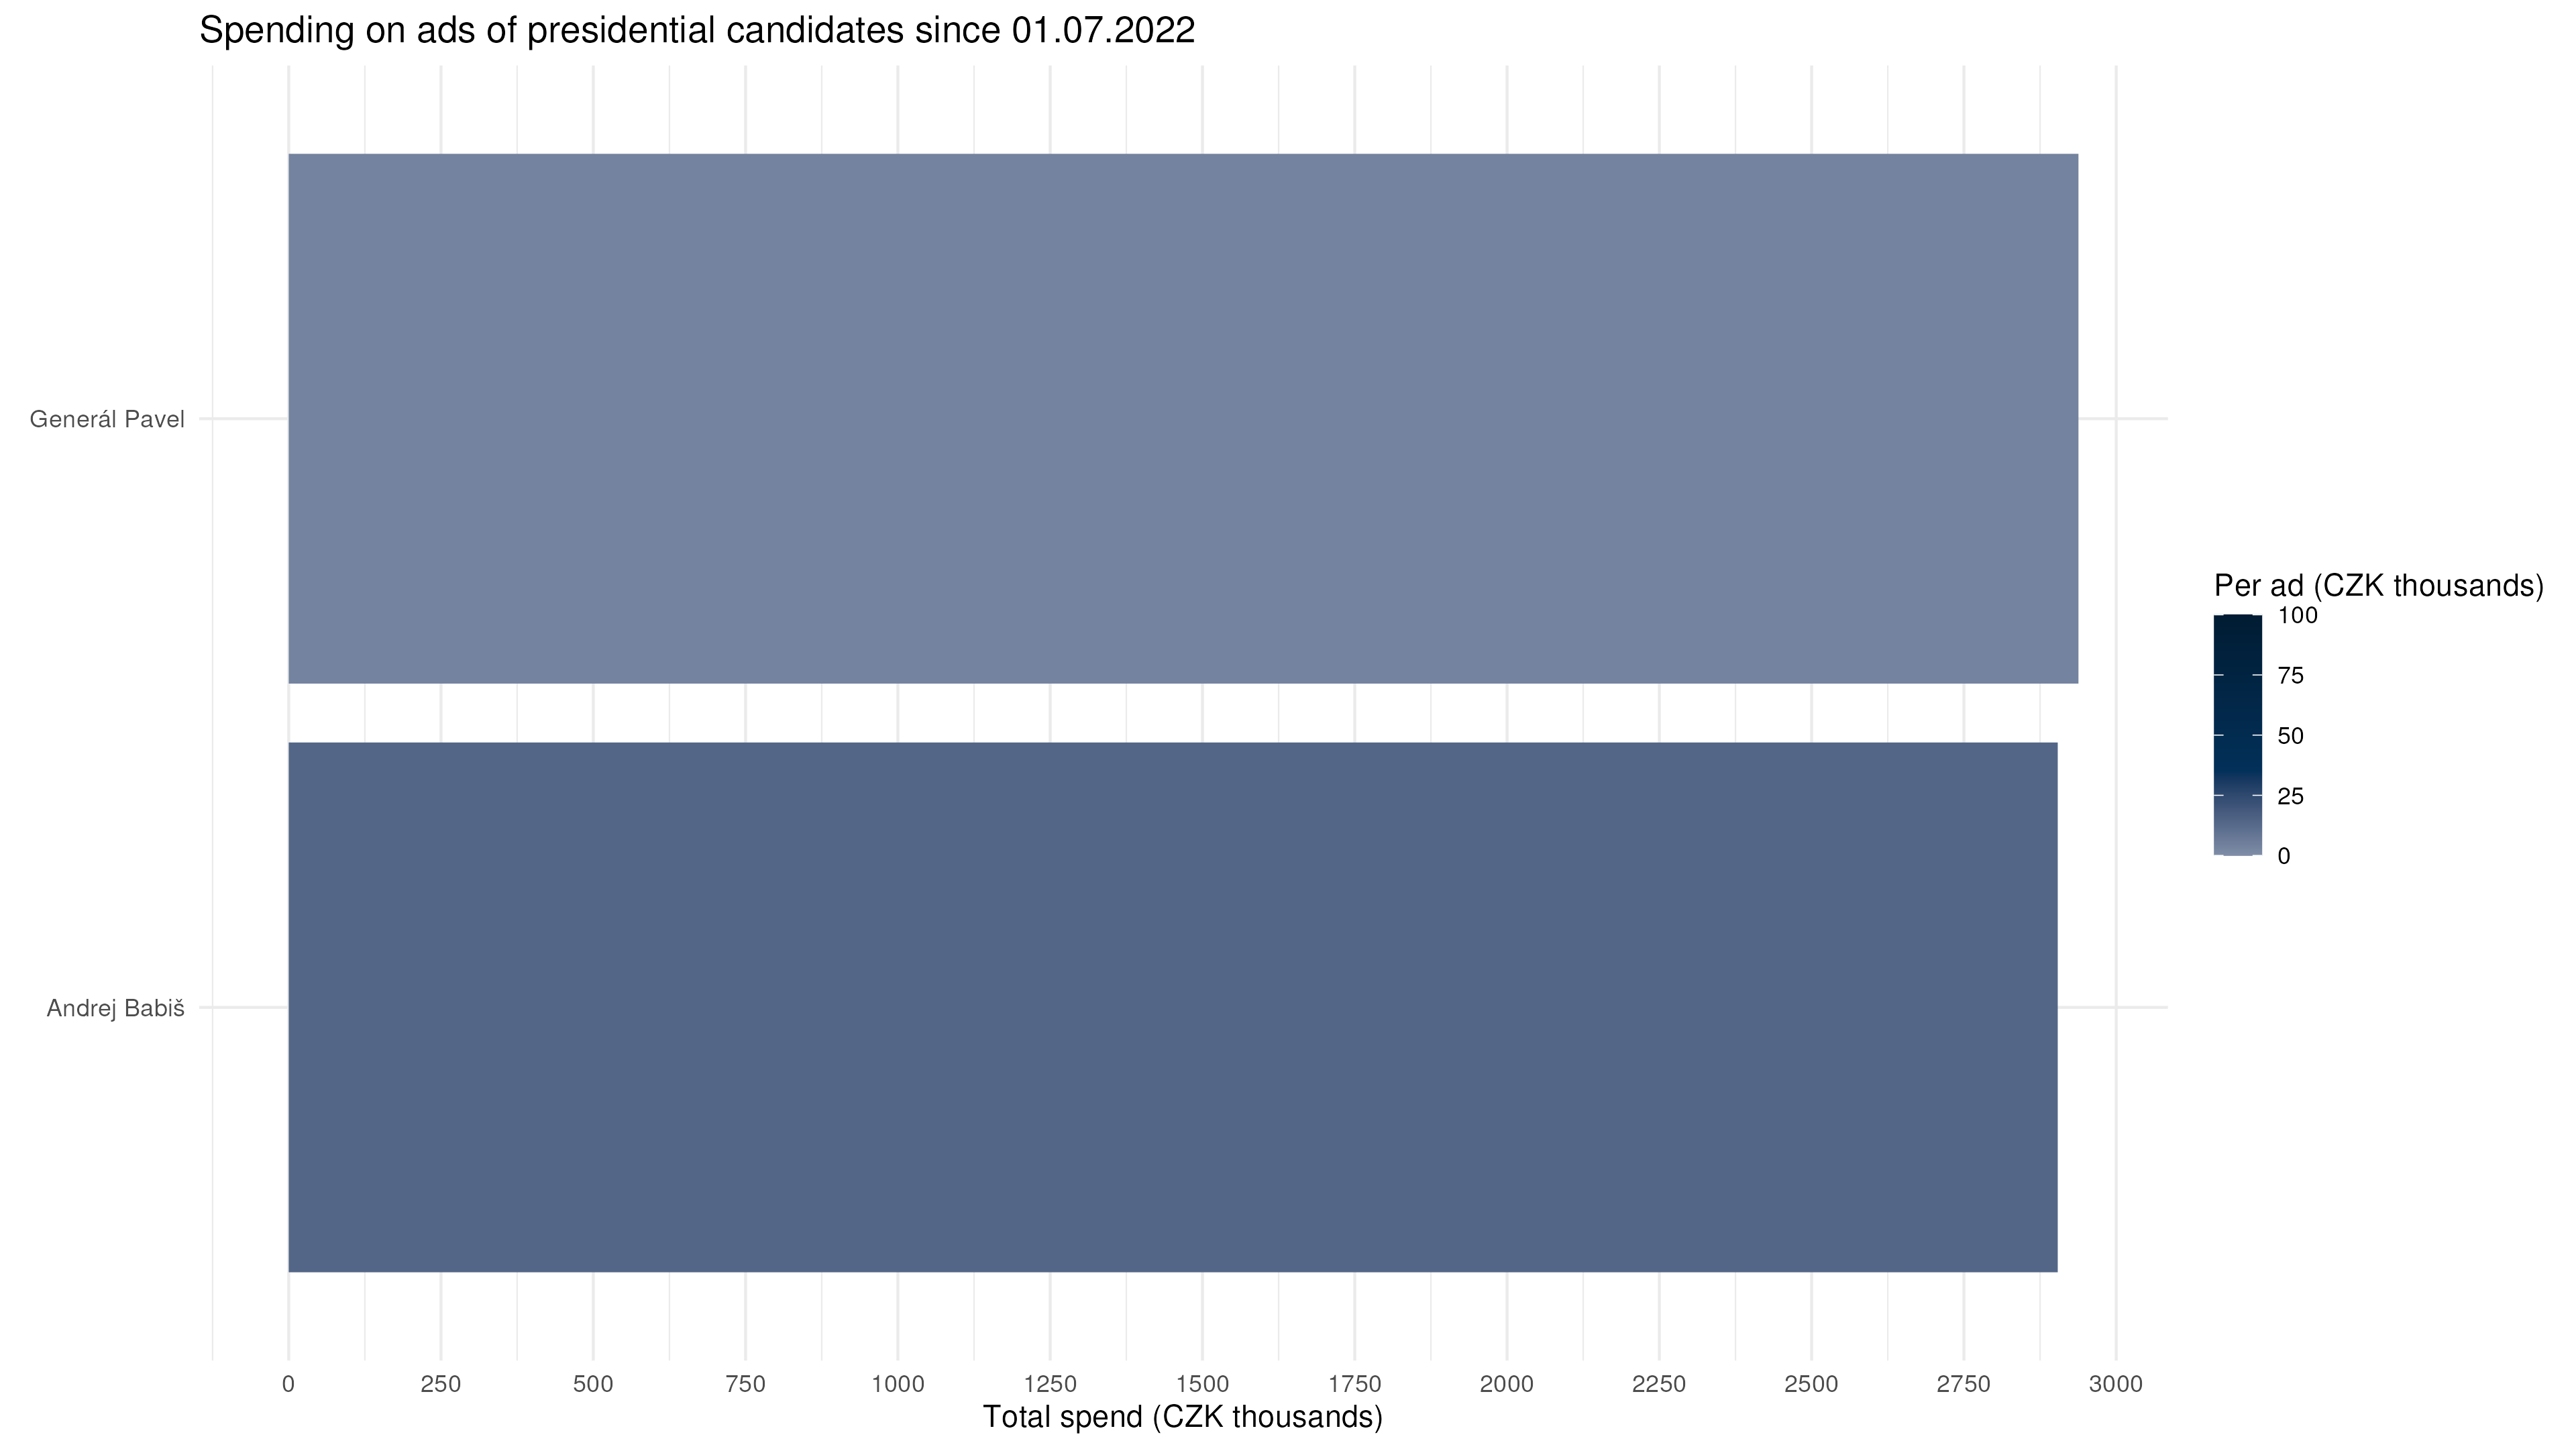 Spending on ads of presidential candidates since 01.07.2022
Generál Pavel
Andrej Babiš
0 250 500 750 1000 1250 1500 1750 2000 2250 2500 2750 3000
Total spend (CZK thousands)
Per ad (CZK thousands)
100
75
50
25
0